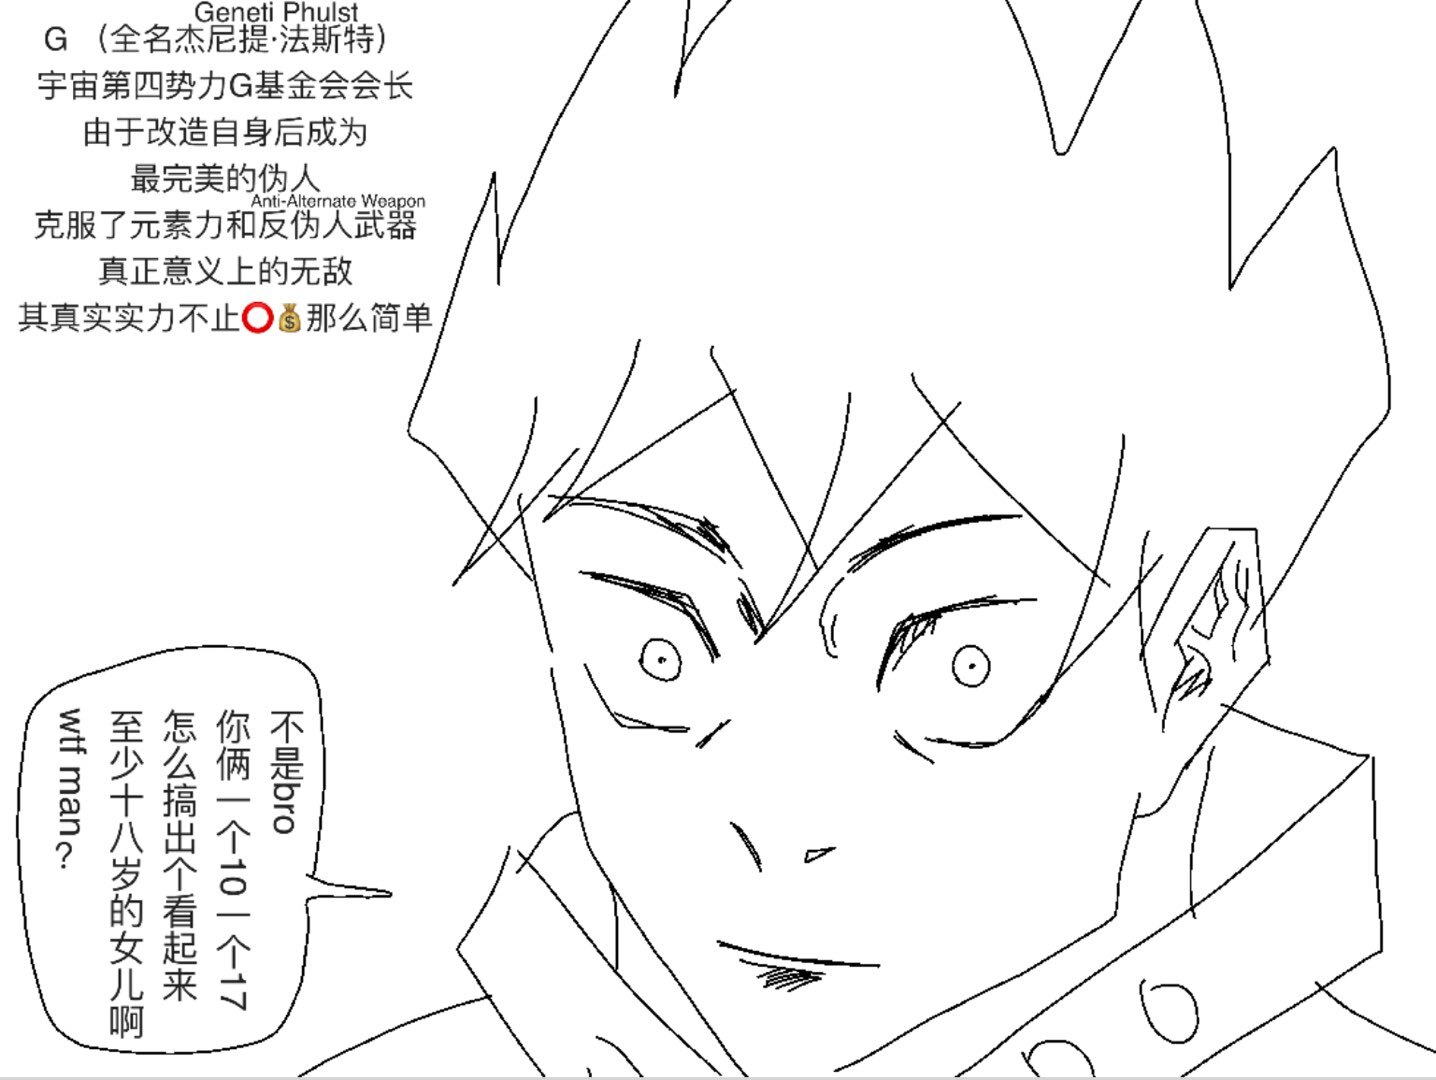 Geneti Phulst
G （全名杰尼提·法斯特）
宇宙第四势力G基金会会长
由于改造自身后成为
最完美的伪人
Anti-Alternate Weapon
克服了元素力和反伪人武器
真正意义上的无敌
其真实实力不止⭕💰那么简单
不是bro
你俩一个10一个17
怎么搞出个看起来
至少十八岁的女儿啊
wtf man?